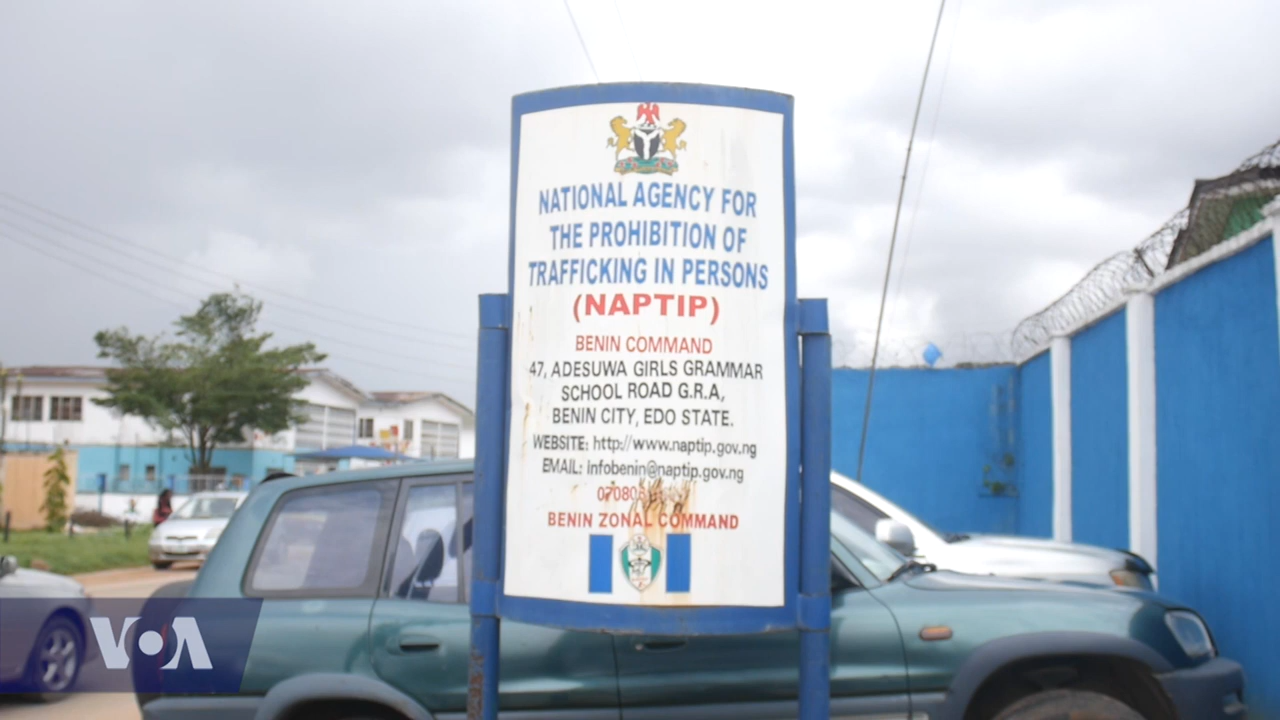 NATIONAL AGENCY FOR
THE PROHIBITION OF
TRAFFICKING IN PERSONS
(NAPTIP)
BENIN COMMAND
47, ADESUWA GIRLS GRAMMAR
SCHOOL ROAD G.R.A,
BENIN CITY, EDO STATE.
WEBSITE: http://www.naptip.gov.ng
EMAIL: infobenin@naptip.gov.ng
BENIN ZONAL COMMAND
VOA